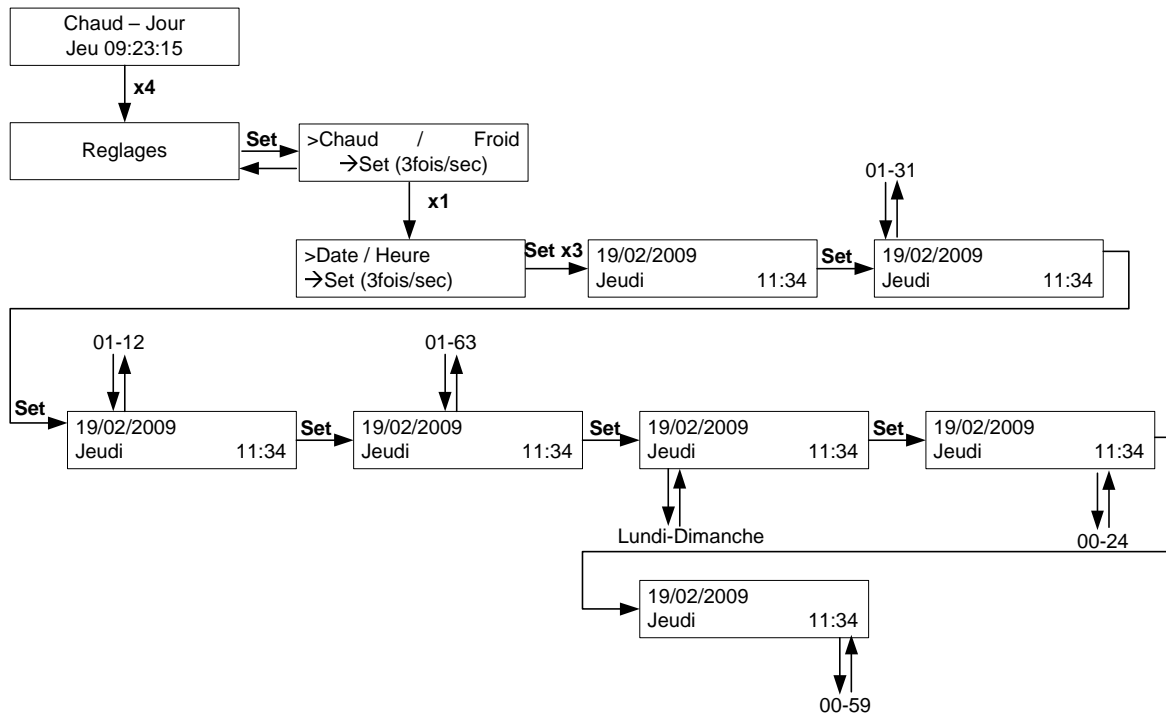 Chaud – Jour
Jeu 09:23:15
x4
Reglages
Set
>Chaud / Froid
→Set (3fois/sec)
x1
>Date / Heure
→Set (3fois/sec)
Set x3
19/02/2009
Jeudi 11:34
Set
01-31
19/02/2009
Jeudi 11:34
Set
01-12
19/02/2009
Jeudi 11:34
Set
01-63
19/02/2009
Jeudi 11:34
Set
19/02/2009
Jeudi 11:34
Lundi-Dimanche
Set
19/02/2009
Jeudi 11:34
00-24
19/02/2009
Jeudi 11:34
00-59